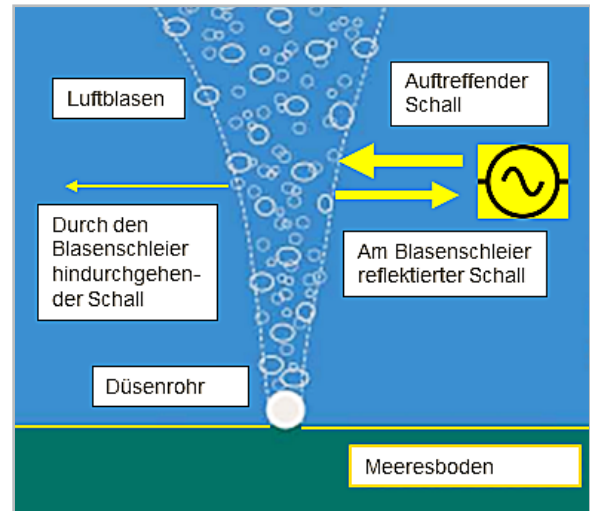 Luftblasen
Auftreffender
Schall
Durch den
Blasenschleier
hindurchgehen-
der Schall
Am Blasenschleier
reflektierter Schall
Düsenrohr
Meeresboden